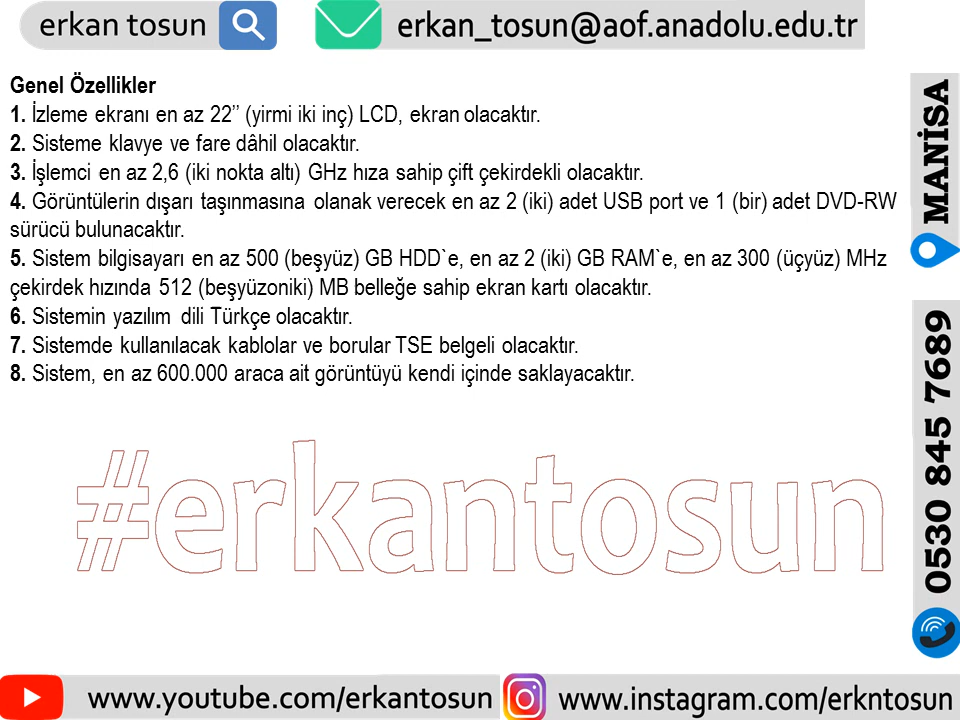 erkan tosun
erkan_tosun@aof.anadolu.edu.tr
Genel Özellikler
1. İzleme ekranı en az 22’’ (yirmi iki inç) LCD, ekran olacaktır.
2. Sisteme klavye ve fare dâhil olacaktır.
3. İşlemci en az 2,6 (iki nokta altı) GHz hıza sahip çift çekirdekli olacaktır.
4. Görüntülerin dışarı taşınmasına olanak verecek en az 2 (iki) adet USB port ve 1 (bir) adet DVD-RW
sürücü bulunacaktır.
5. Sistem bilgisayarı en az 500 (beşyüz) GB HDD`e, en az 2 (iki) GB RAM`e, en az 300 (üçyüz) MHz
çekirdek hızında 512 (beşyüzoniki) MB belleğe sahip ekran kartı olacaktır.
6. Sistemin yazılım dili Türkçe olacaktır.
7. Sistemde kullanılacak kablolar ve borular TSE belgeli olacaktır.
8. Sistem, en az 600.000 araca ait görüntüyü kendi içinde saklayacaktır.
#erkantosun
MANİSA
0530 845 7689
www.youtube.com/erkantosun
www.instagram.com/erkntosun